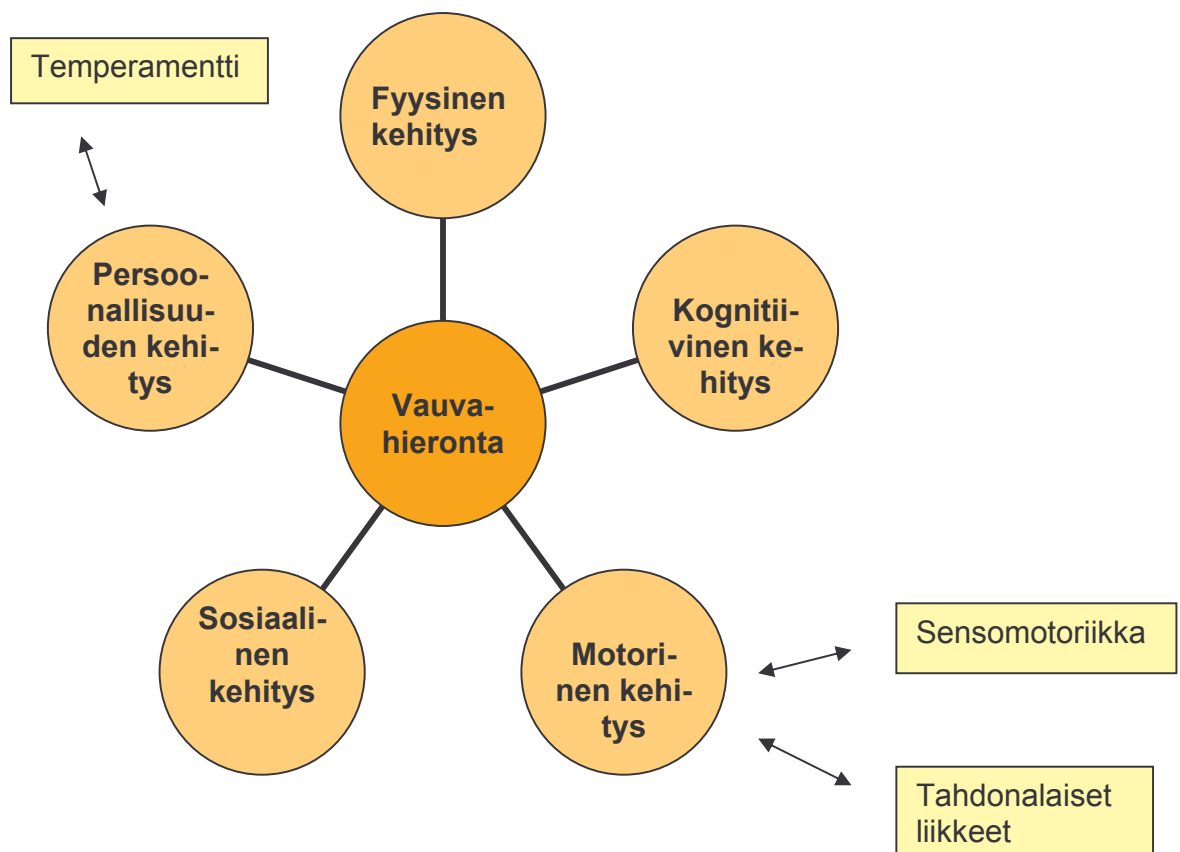 Temperamentti
Fyysinen
kehitys
Persoo-
nallisuu-
den kehi-
tys
Kognitii-
vinen ke-
hitys
Vauva-
hieronta
Sosiaali-
nen
kehitys
Motori-
nen kehi-
tys
Sensomotoriikka
Tahdonalaiset
liikkeet